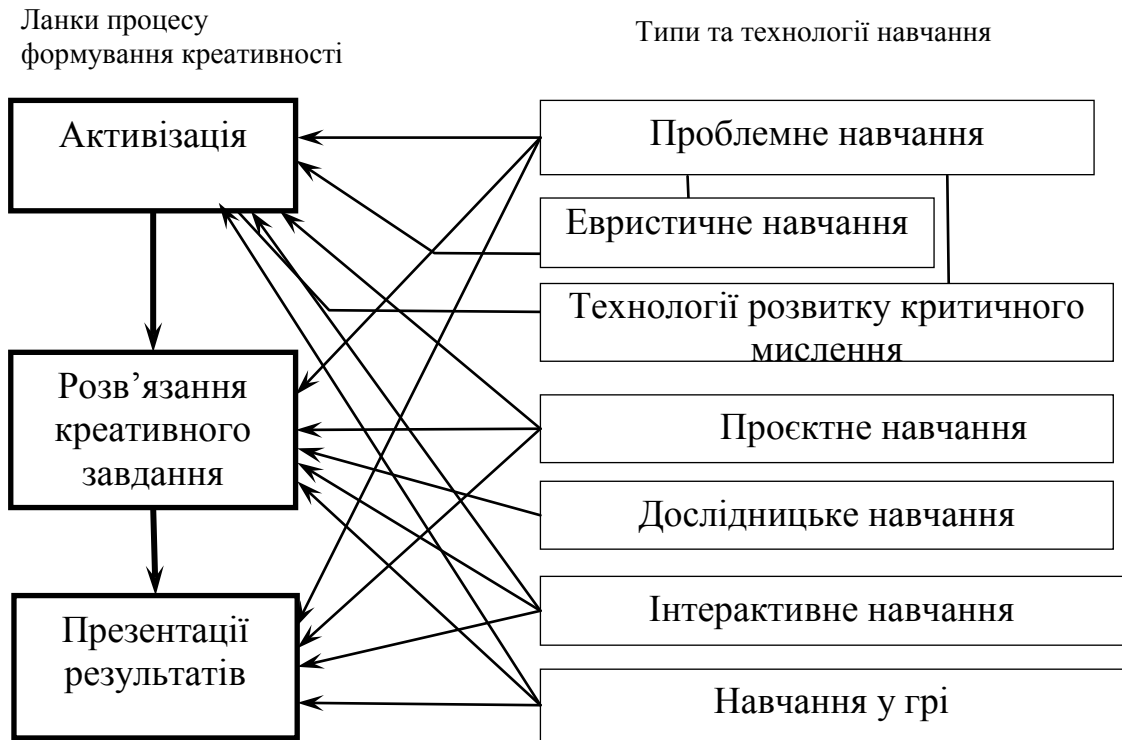 Ланки процесу
формування креативності
Типи та технології навчання
Активізація
Розв’язання
креативного
завдання
Презентації
результатів
Проблемне навчання
Евристичне навчання
Технології розвитку критичного
мислення
Проєктне навчання
Дослідницьке навчання
Інтерактивне навчання
Навчання у грі